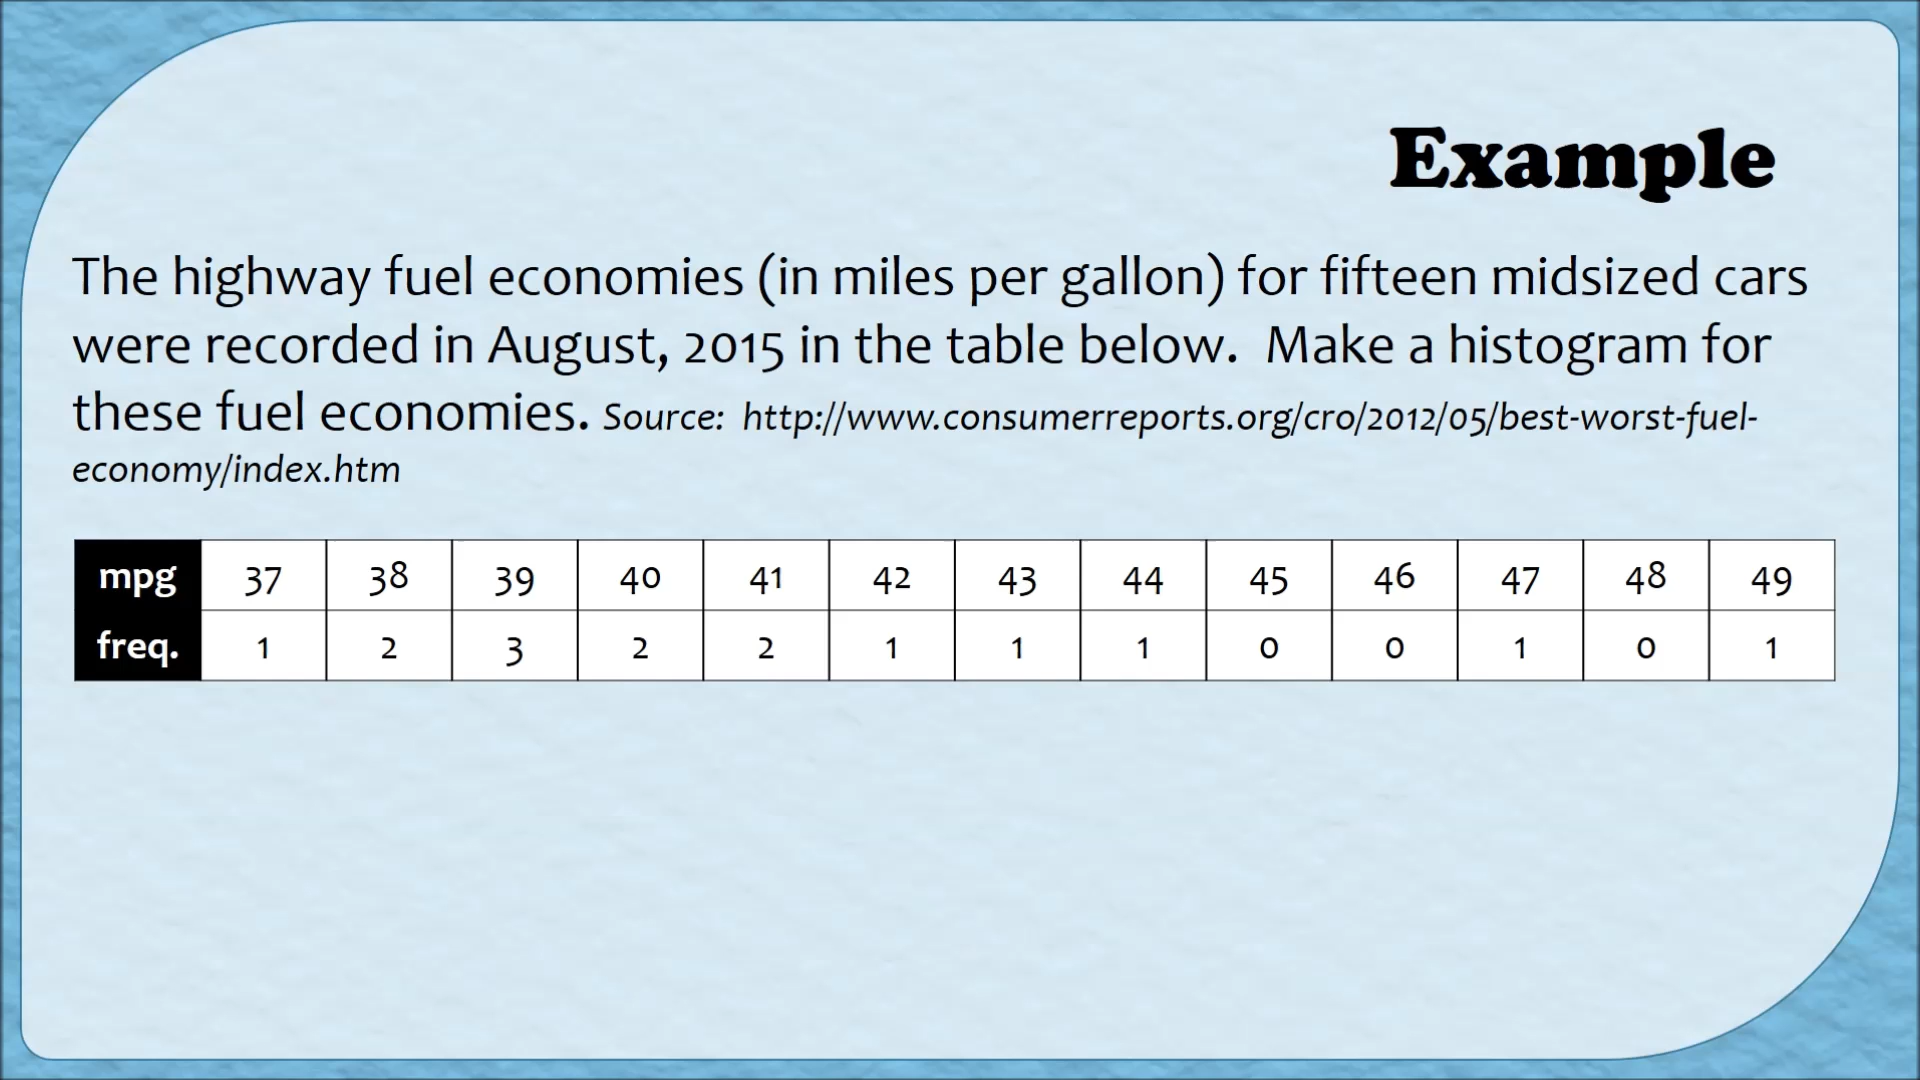 Example
The highway fuel economies (in miles per gallon) for fifteen midsized cars
were recorded in August, 2015 in the table below.  Make a histogram for
these fuel economies. Source:  http://www.consumerreports.org/cro/2012/05/best-worst-fuel-
economy/index.htm
mpg 37 38 39 40 41 42 43 44 45 46 47 48 49
freq. 1 2 3 2 2 1 1 1 0 0 1 0 1